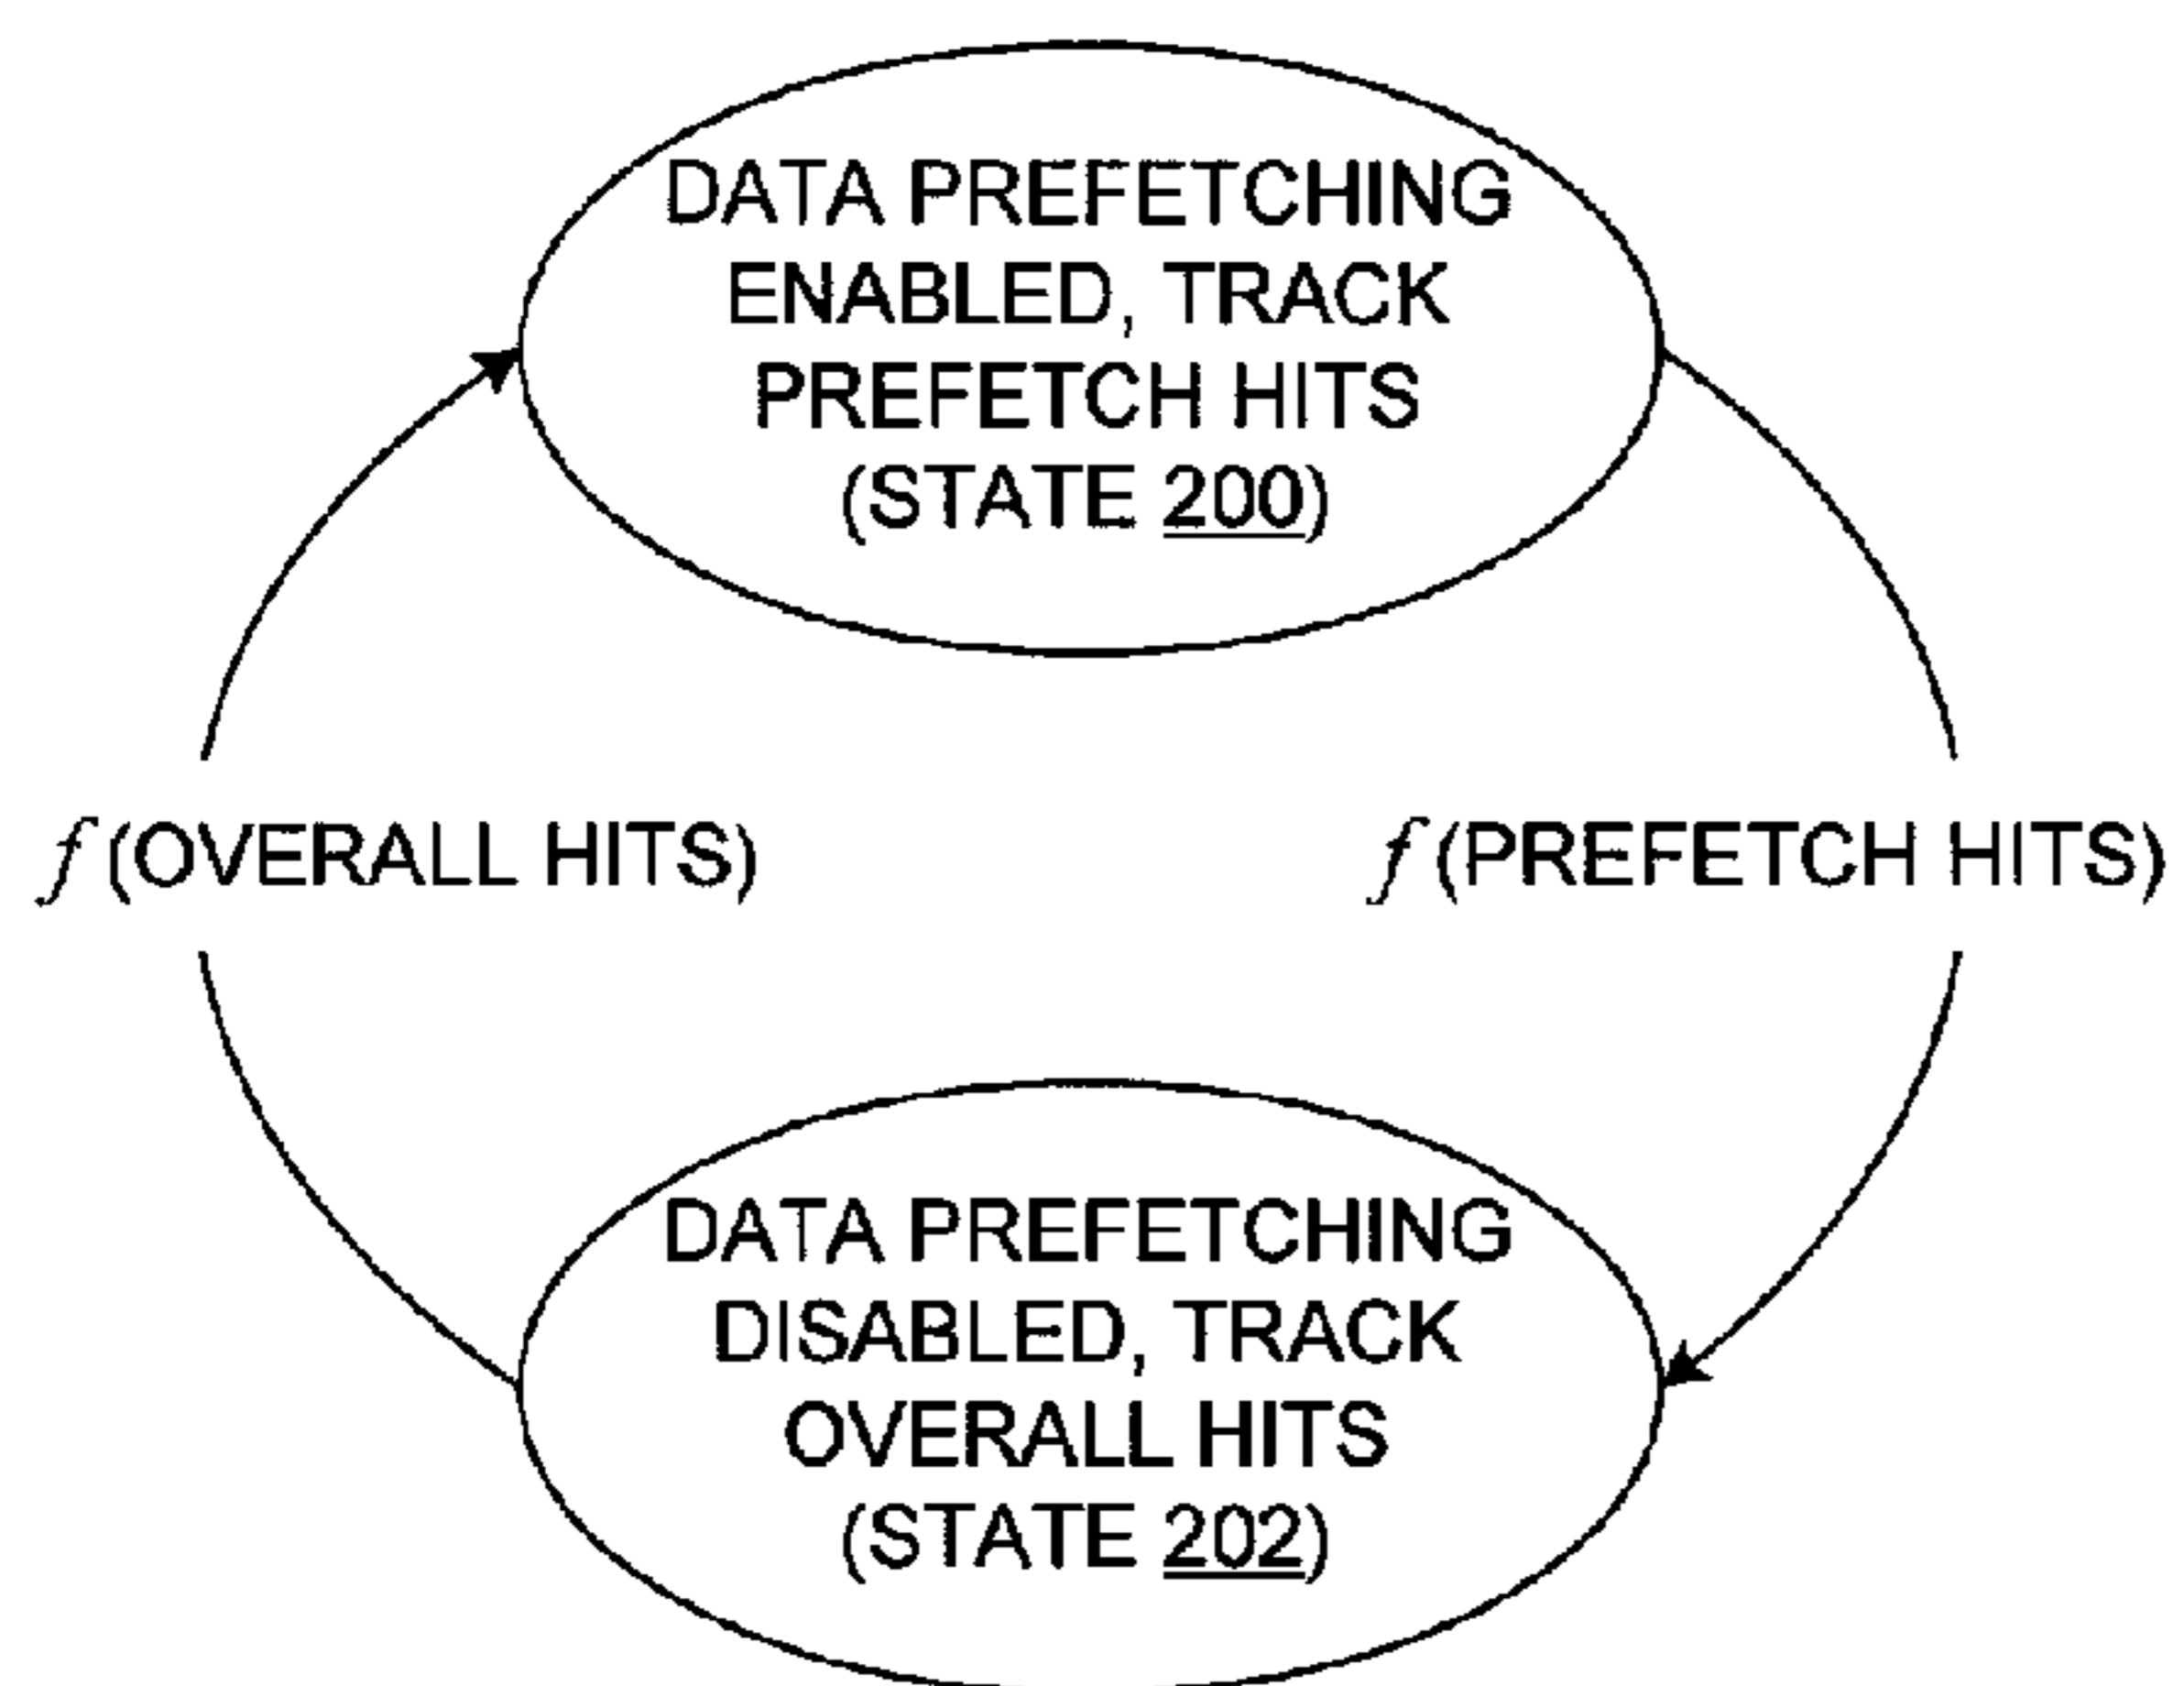 DATA PREFETCHING
ENABLED, TRACK
PREFETCH HITS
(STATE 200)
f (OVERALL HITS)
f (PREFETCH HITS)
DATA PREFETCHING
DISABLED, TRACK
OVERALL HITS
(STATE 202)